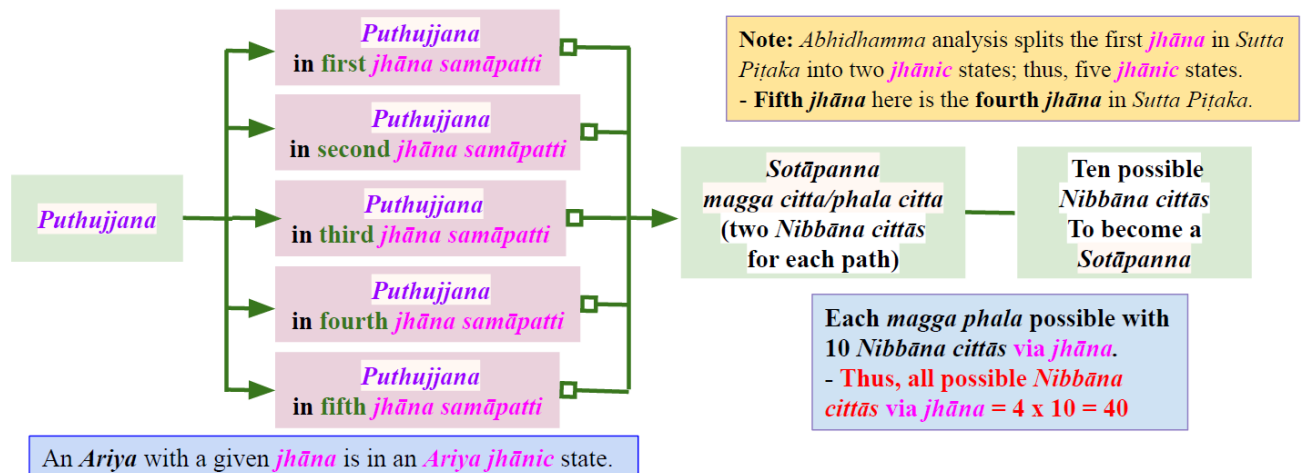 Puthujjana
Puthujjana
in first jhāna samāpatti
Puthujjana
in second jhāna samāpatti
Puthujjana
in third jhāna samāpatti
Puthujjana
in fourth jhāna samāpatti
Puthujjana
in fifth jhāna samāpatti
An Ariya with a given jhāna is in an Ariya jhānic state.
Note: Abhidhamma analysis splits the first jhāna in Sutta
Piṭaka into two jhānic states; thus, five jhānic states.
- Fifth jhāna here is the fourth jhāna in Sutta Piṭaka.
Sotāpanna
magga citta/phala citta
(two Nibbāna cittās
for each path)
Ten possible
Nibbāna cittās
To become a
Sotāpanna
Each magga phala possible with
10 Nibbāna cittās via jhāna.
- Thus, all possible Nibbāna
cittās via jhāna = 4 x 10 = 40